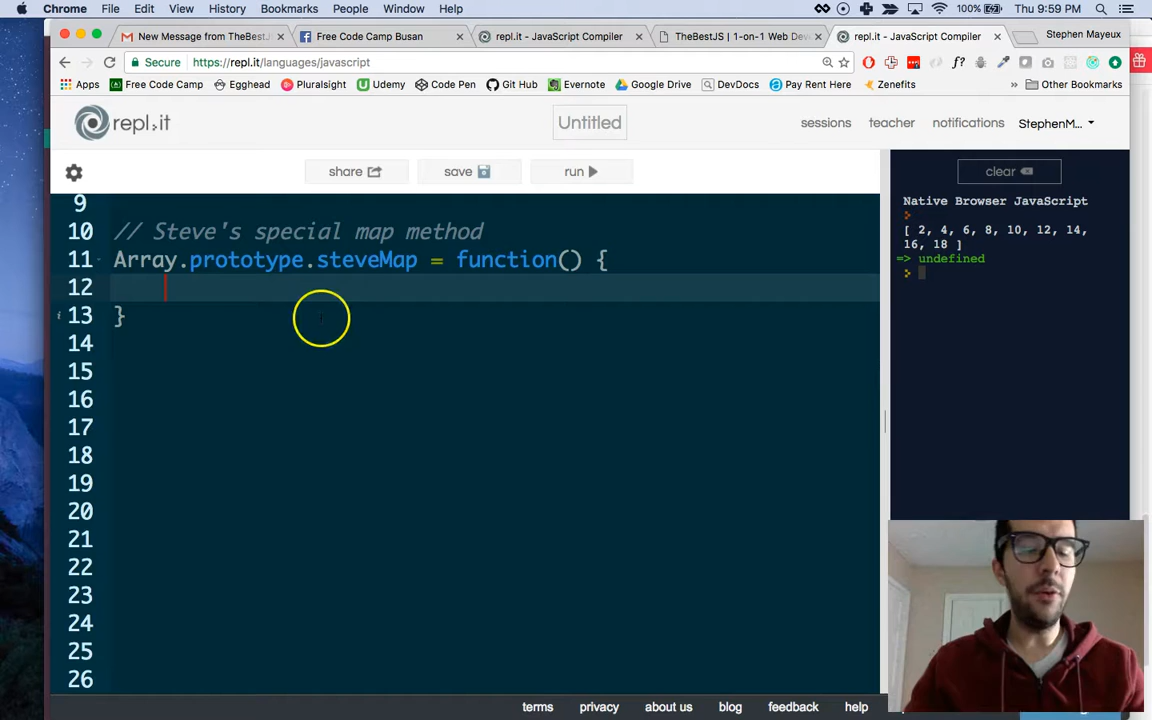 Chrome File Edit View History Bookmarks People Window Help 100% Thu 9:59 PM
New Message from TheBestJ Free Code Camp Busan repl.it - JavaScript Compiler TheBestJS | 1-on-1 Web Dev repl.it - JavaScript Compiler Stephen Mayeux
Secure https://repl.it/languages/javascript
Apps Free Code Camp Egghead Pluralsight Udemy Code Pen Git Hub Evernote Google Drive DevDocs Pay Rent Here Zenefits » Other Bookmarks
repl.it Untitled sessions teacher notifications StephenM...
share save run clear
9
10 // Steve's special map method
11 Array.prototype.steveMap = function() {
12
13 }
14
15
16
17
18
19
20
21
22
23
24
25
26
Native Browser JavaScript
>
[ 2, 4, 6, 8, 10, 12, 14,
16, 18 ]
=> undefined
>
terms privacy about us blog feedback help